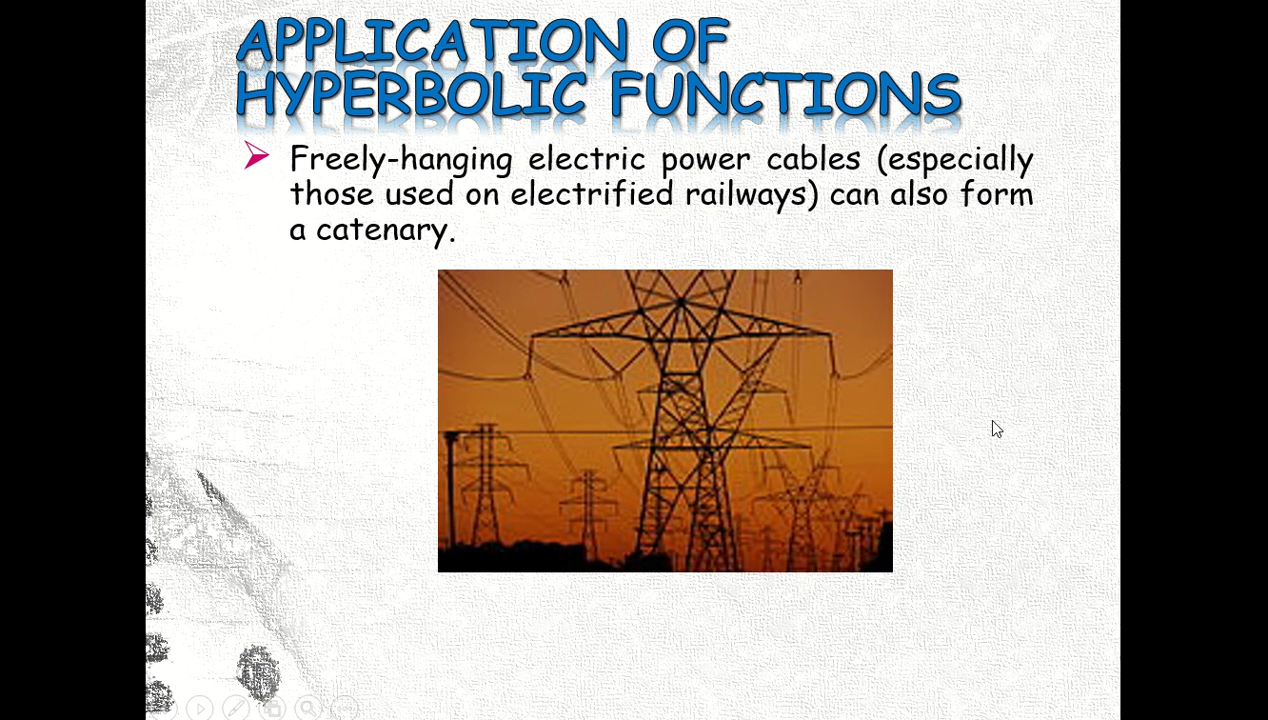 APPLICATION OF
HYPERBOLIC FUNCTIONS
Freely-hanging electric power cables (especially
those used on electrified railways) can also form
a catenary.